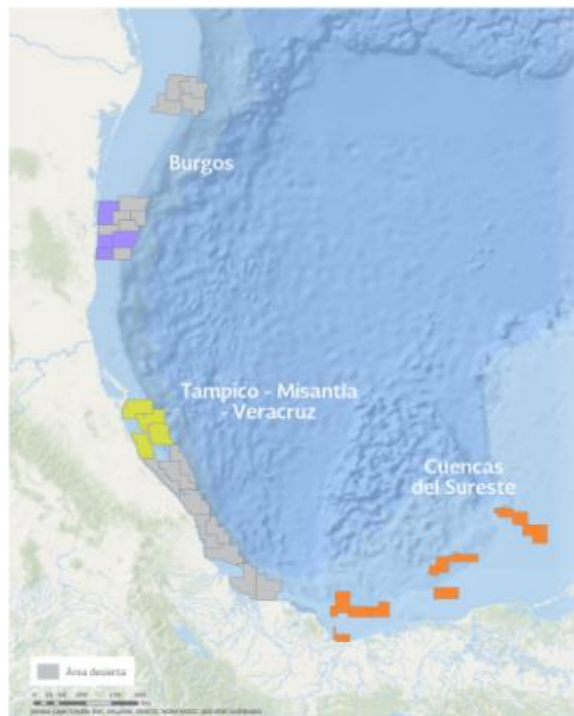 Burgos
Tampico - Misantla
- Veracruz
Cuencas
del Sureste
Área desierta